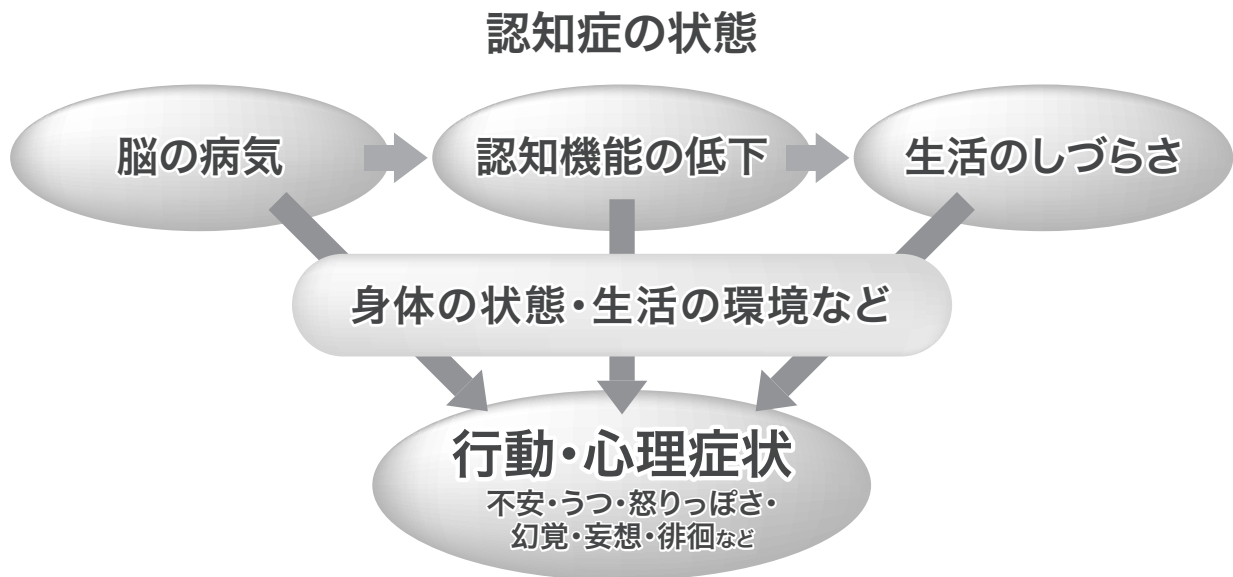 認知症の状態
脳の病気
認知機能の低下
生活のしづらさ
身体の状態・生活の環境など
行動・心理症状
不安・うつ・怒りっぽさ・
幻覚・妄想・徘徊など